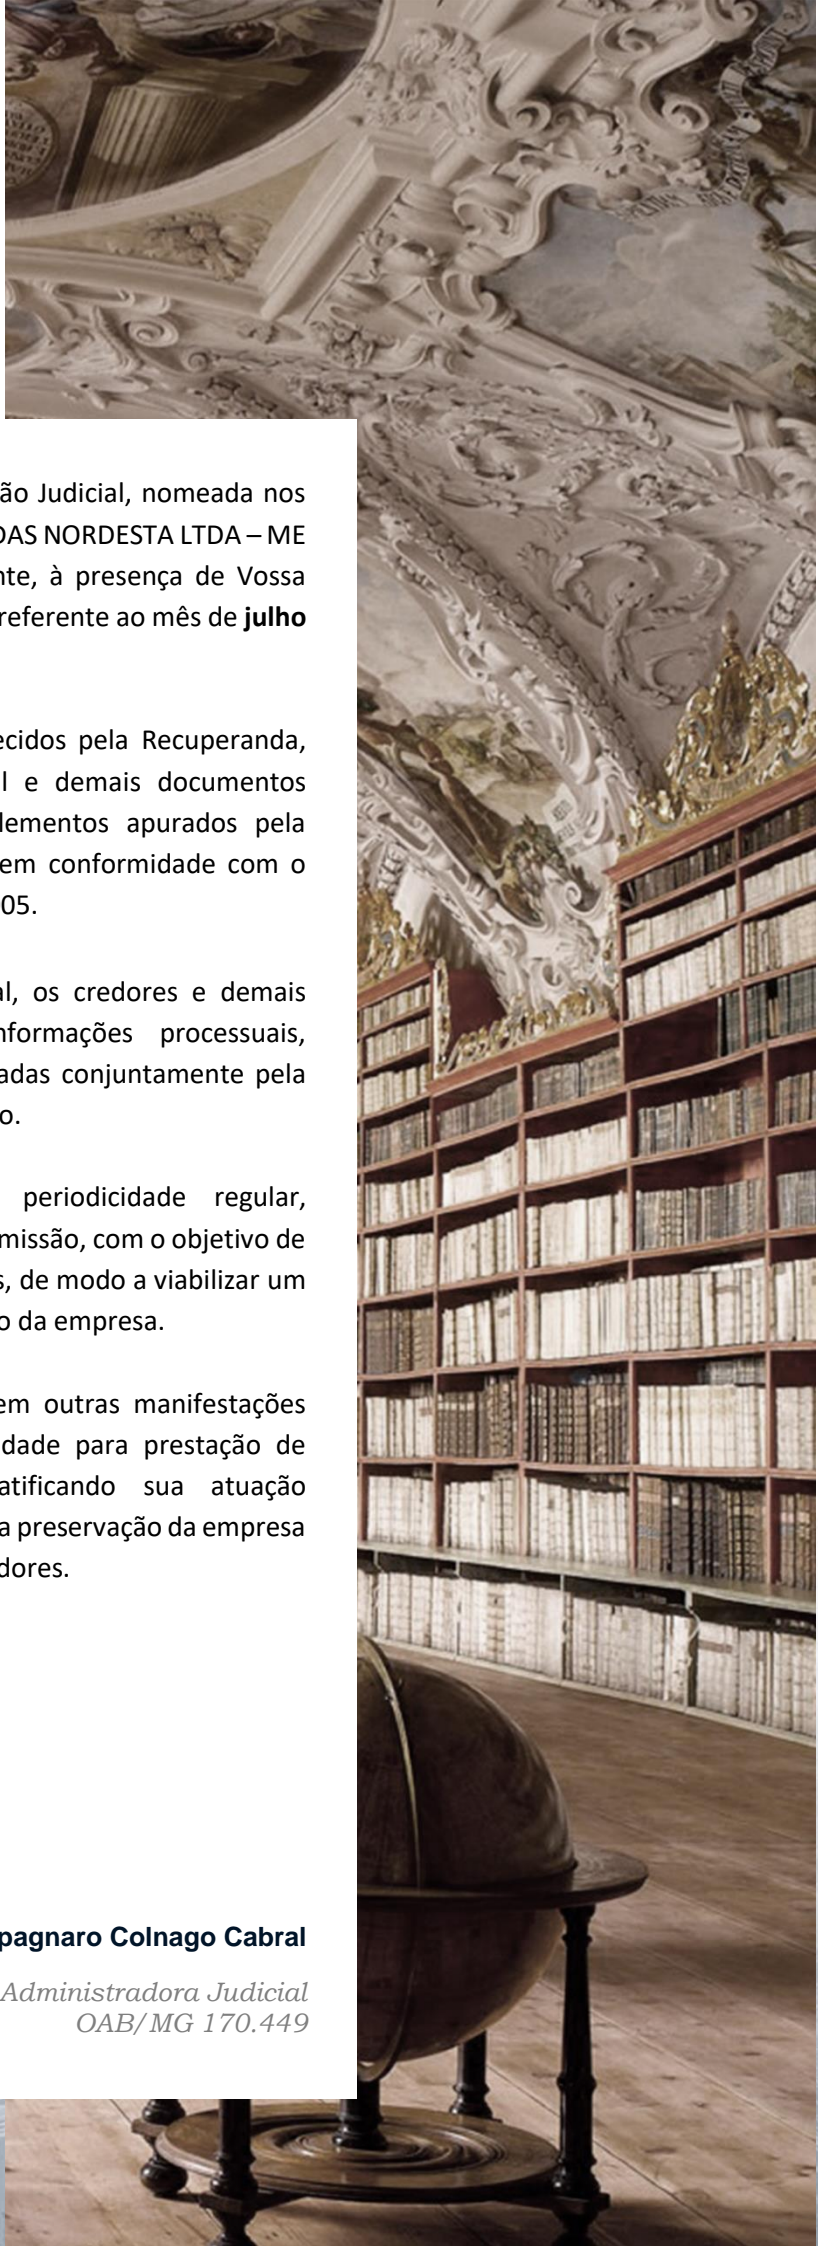 ão Judicial, nomeada nos
DAS NORDESTA LTDA – ME
nte, à presença de Vossa
referente ao mês de julho
ecidos pela Recuperanda,
l e demais documentos
lementos apurados pela
em conformidade com o
05.
al, os credores e demais
nformações processuais,
adas conjuntamente pela
o.
periodicidade regular,
missão, com o objetivo de
s, de modo a viabilizar um
o da empresa.
em outras manifestações
idade para prestação de
atificando sua atuação
a preservação da empresa
dores.
pagnaro Colnago Cabral
Administradora Judicial
OAB/MG 170.449